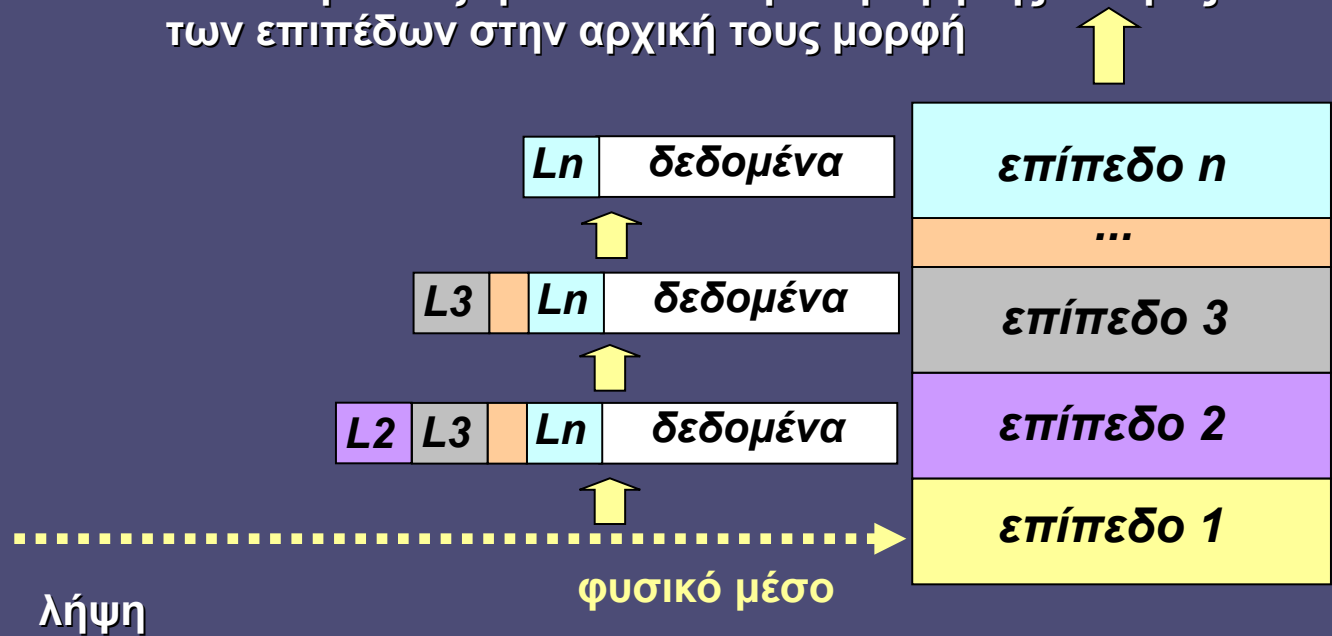 των επιπέδων στην αρχική τους μορφή
Ln δεδομένα επίπεδο n
...
L3 Ln δεδομένα επίπεδο 3
L2 L3 Ln δεδομένα επίπεδο 2
επίπεδο 1
φυσικό μέσο
λήψη